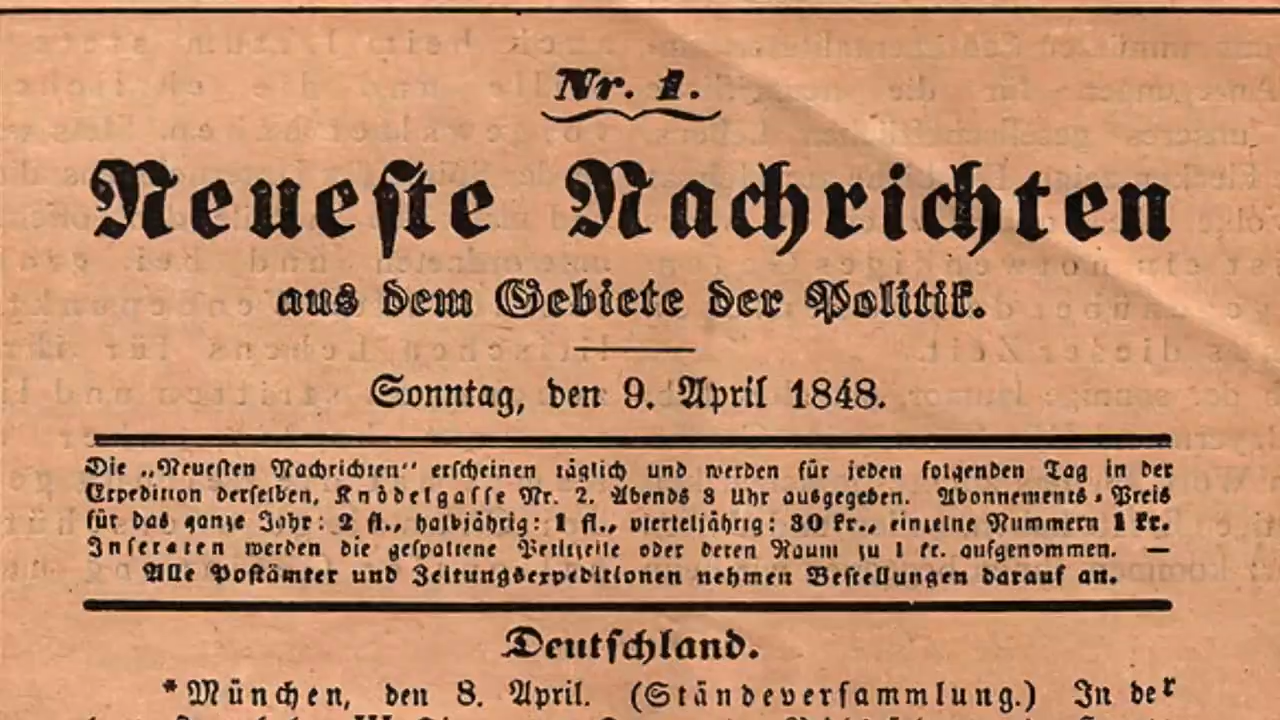 Nr. 1.
Neueste Nachrichten
aus dem Gebiete der Politik.
Sonntag, den 9. April 1848.
Die „Neuesten Nachrichten“ erscheinen täglich und werden für jeden folgenden Tag in der
Expedition derselben, Knödelgasse Nr. 2. Abends 8 Uhr ausgegeben. Abonnements-Preis
für das ganze Jahr: 2 fl., halbjährig: 1 fl., vierteljährig: 30 kr., einzelne Nummern 1 kr.
Inseraten werden die gespaltene Petitzeile oder deren Raum zu 1 kr. aufgenommen. —
Alle Postämter und Zeitungsexpeditionen nehmen Bestellungen darauf an.
Deutschland.
*München, den 8. April. (Ständeversammlung.) In der